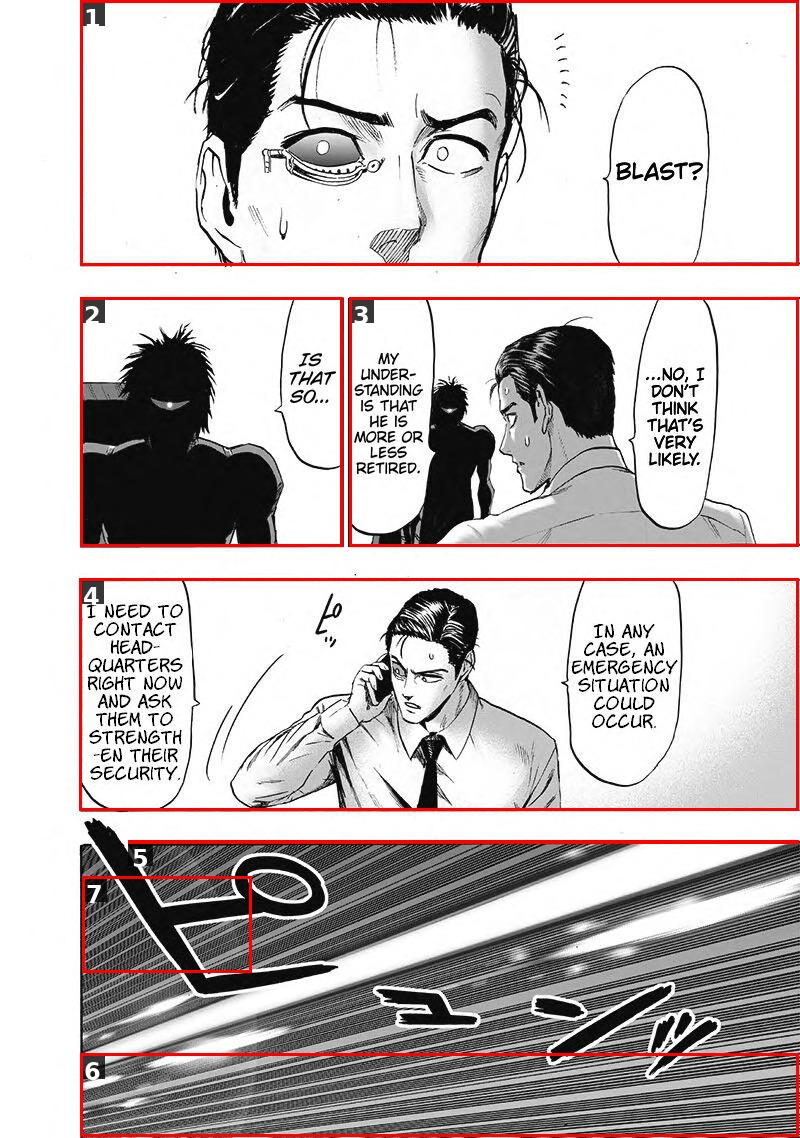 1
BLAST?
3
...NO, I
DON'T
THINK
THAT'S
VERY
LIKELY.
MY
UNDER-
STANDING
IS THAT
HE IS
MORE OR
LESS
RETIRED.
2
IS
THAT
SO...
4
IN ANY
CASE, AN
EMERGENCY
SITUATION
COULD
OCCUR.
ピ
I NEED TO
CONTACT
HEAD-
QUARTERS
RIGHT NOW
AND ASK
THEM TO
STRENGTH
-EN THEIR
SECURITY.
5
7
ピュンッ
6